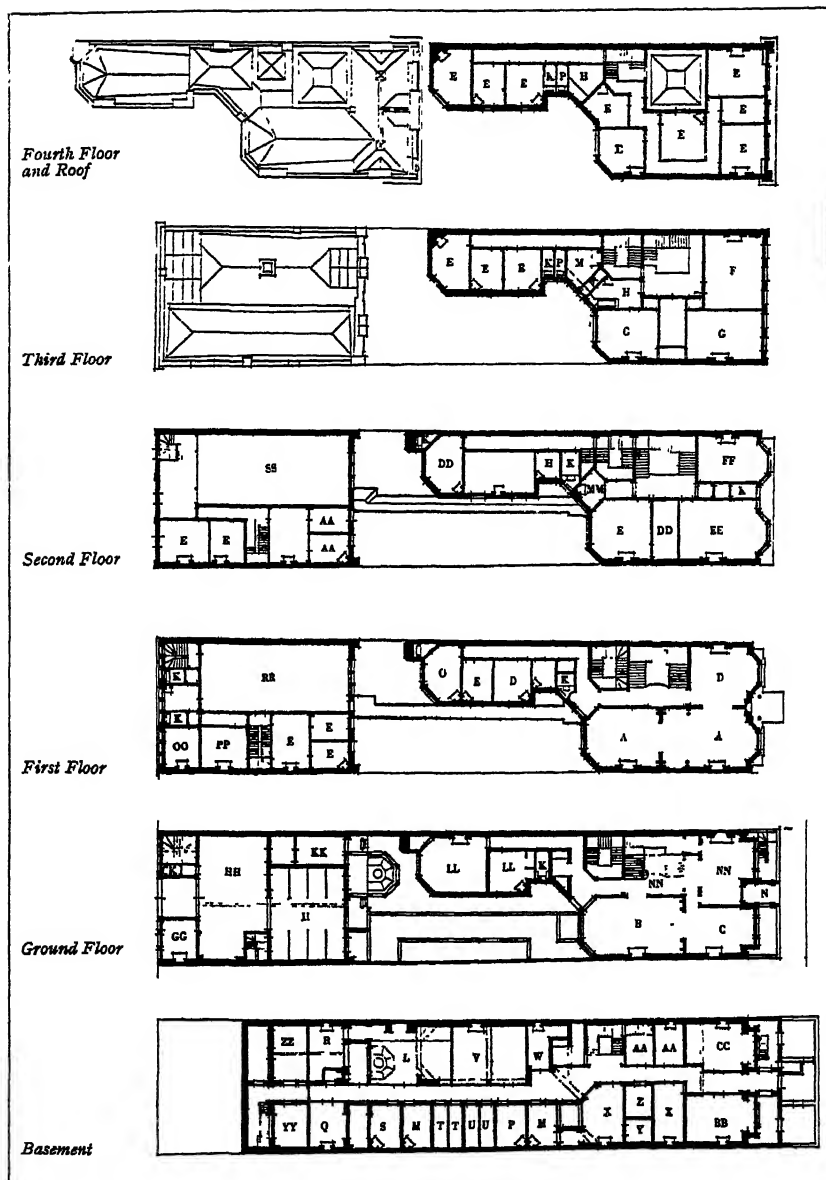 E E E K P H E
E E
E E
E
Fourth Floor
and Roof
E E E K P M F
H
G G
Third Floor
DD H K FF
SS
MM
E DD EE
AA
E E AA
Second Floor
O E D K D
K RR
K
A A
OO PP E E
E
First Floor
HH KK LL LL K NN
K NN N
II
B C
GG
Ground Floor
ZZ R L V W AA AA CC
X Z X
YY Q S M T T U U P M Y BB
Basement